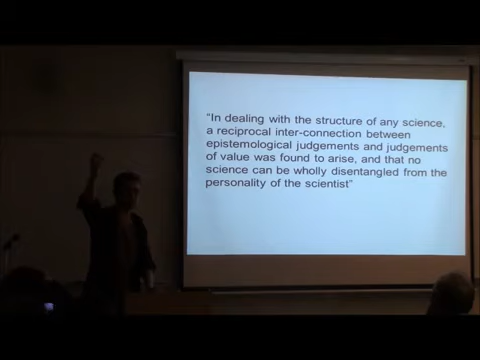 “In dealing with the structure of any science,
a reciprocal inter-connection between
epistemological judgements and judgements
of value was found to arise, and that no
science can be wholly disentangled from the
personality of the scientist”